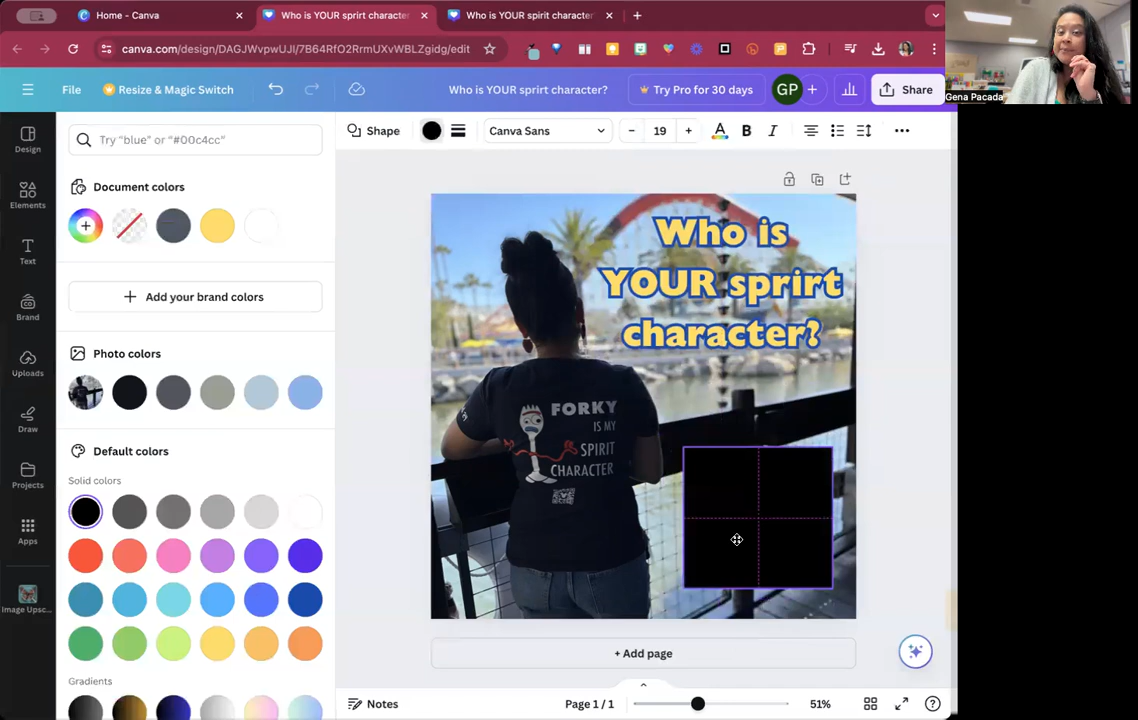 Home - Canva
Who is YOUR sprirt character
Who is YOUR spirit character
canva.com/design/DAGJWvpwUJI/7B64RfO2RrmUXvWBLZgidg/edit
Gena Pacada
File
Resize & Magic Switch
Who is YOUR sprirt character?
Try Pro for 30 days
GP
Share
Design
Elements
Text
Brand
Uploads
Draw
Projects
Apps
Image Upsc...
Try “blue” or “#00c4cc”
Document colors
Add your brand colors
Photo colors
Default colors
Solid colors
Gradients
Shape
Canva Sans
19
A
B
I
Who is
YOUR sprirt
character?
FORKY
IS MY
SPIRIT
CHARACTER
+ Add page
Notes
Page 1 / 1
51%